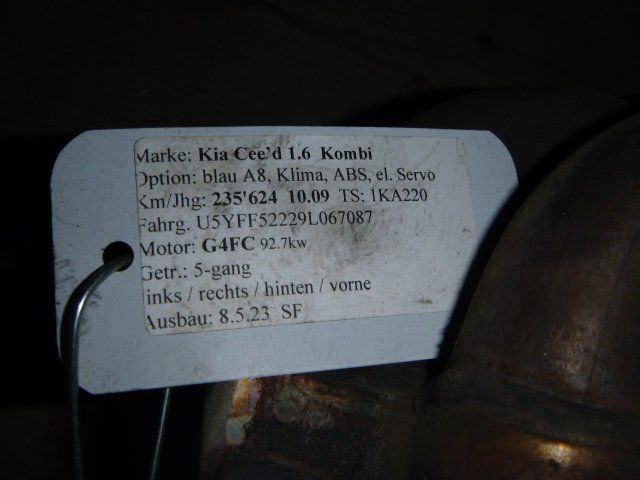 Marke: Kia Cee'd 1.6 Kombi
Option: blau A8, Klima, ABS, el. Servo
Km/Jhg: 235'624 10.09 TS: 1KA220
Fahrg. U5YFF52229L067087
Motor: G4FC 92.7kw
Getr.: 5-gang
links / rechts / hinten / vorne
Ausbau: 8.5.23 SF